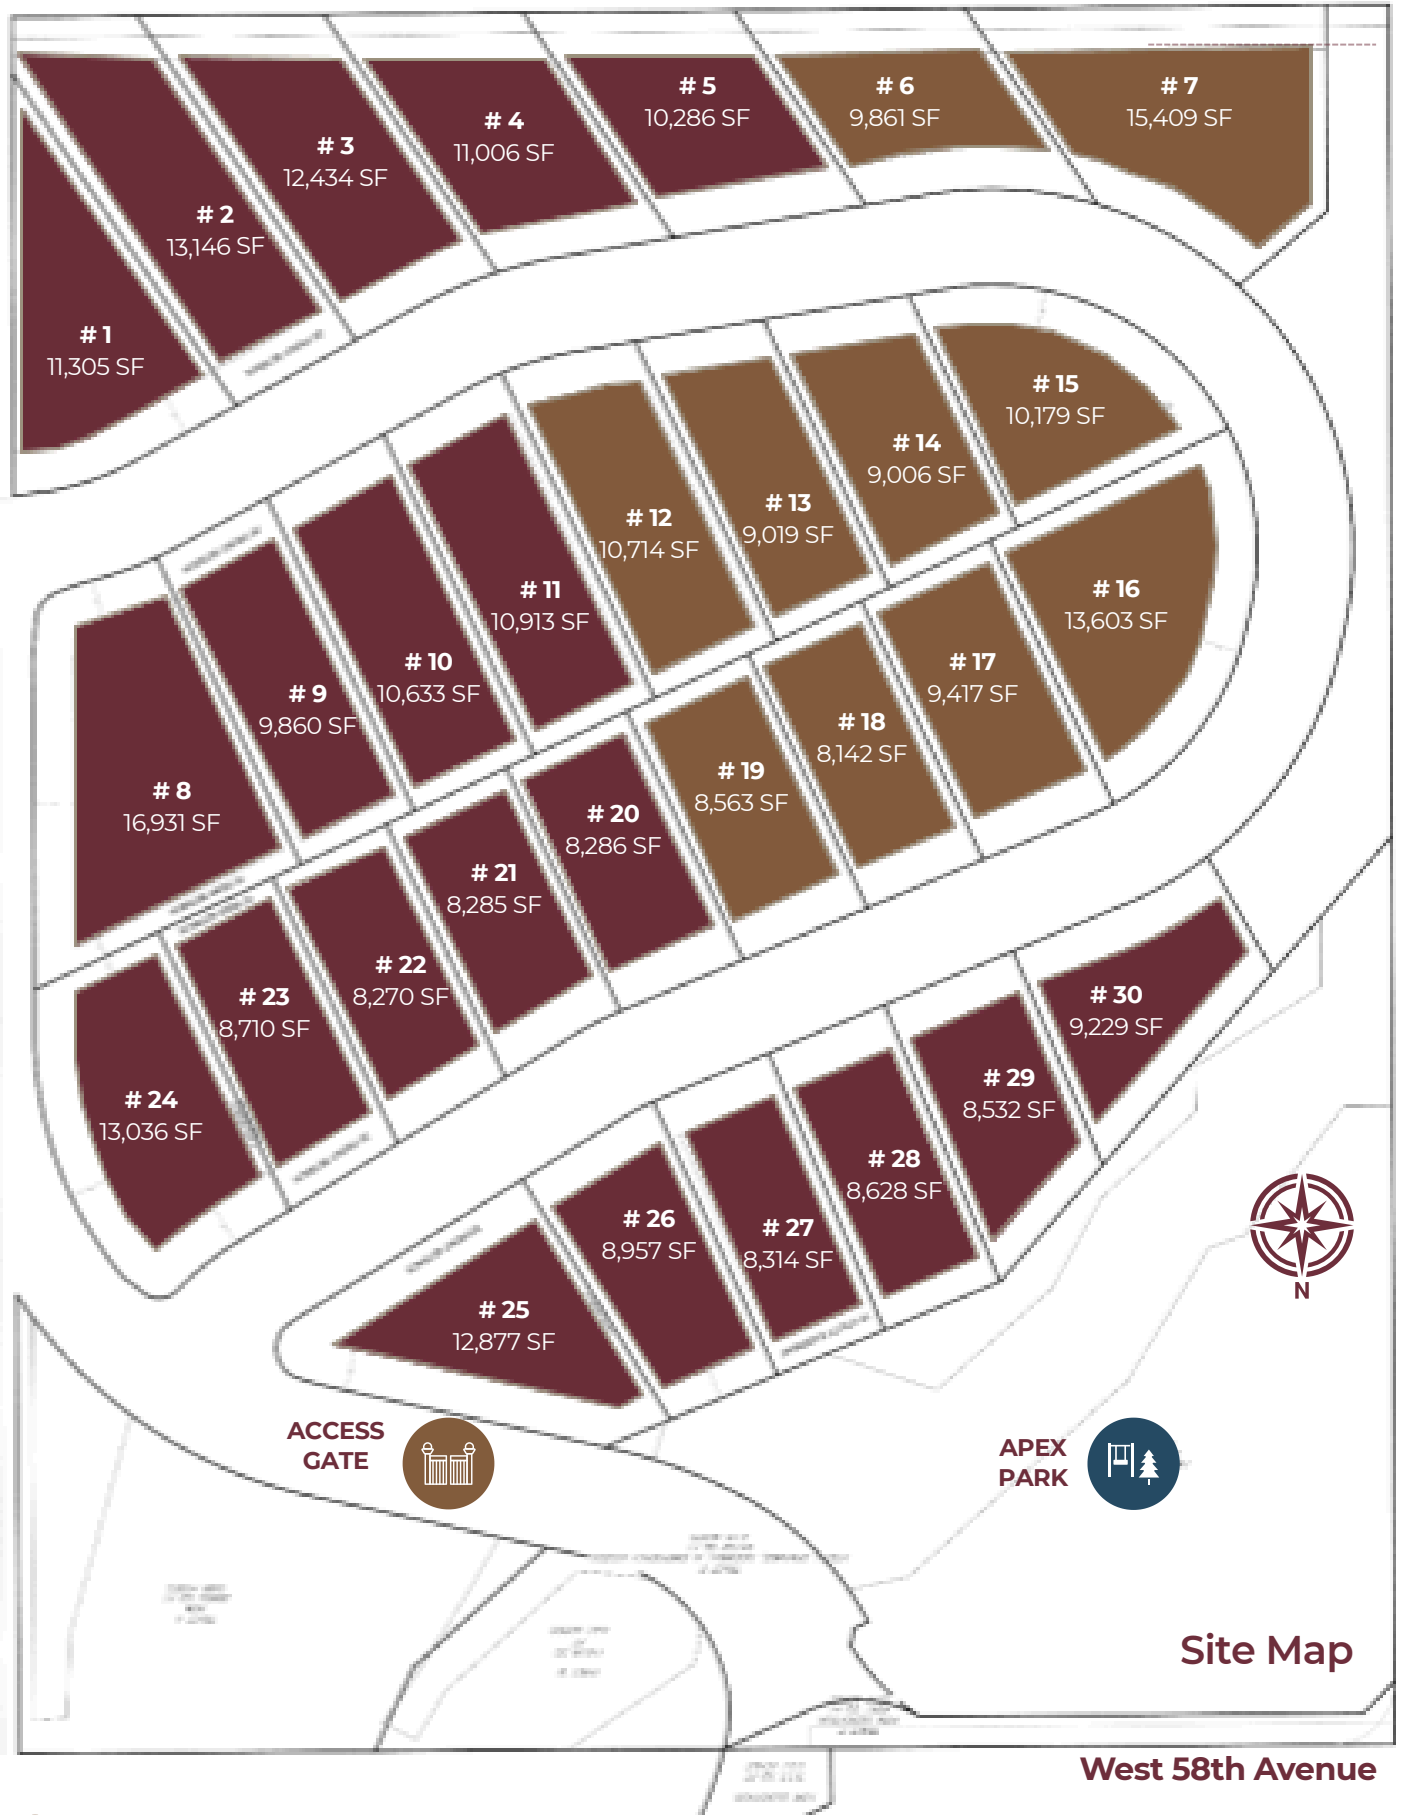 # 1
11,305 SF
# 2
13,146 SF
# 3
12,434 SF
# 4
11,006 SF
# 5
10,286 SF
# 6
9,861 SF
# 7
15,409 SF
# 8
16,931 SF
# 9
9,860 SF
# 10
10,633 SF
# 11
10,913 SF
# 12
10,714 SF
# 13
9,019 SF
# 14
9,006 SF
# 15
10,179 SF
# 16
13,603 SF
# 17
9,417 SF
# 18
8,142 SF
# 19
8,563 SF
# 20
8,286 SF
# 21
8,285 SF
# 22
8,270 SF
# 23
8,710 SF
# 24
13,036 SF
# 25
12,877 SF
# 26
8,957 SF
# 27
8,314 SF
# 28
8,628 SF
# 29
8,532 SF
# 30
9,229 SF
N
ACCESS
GATE
APEX
PARK
Site Map
West 58th Avenue